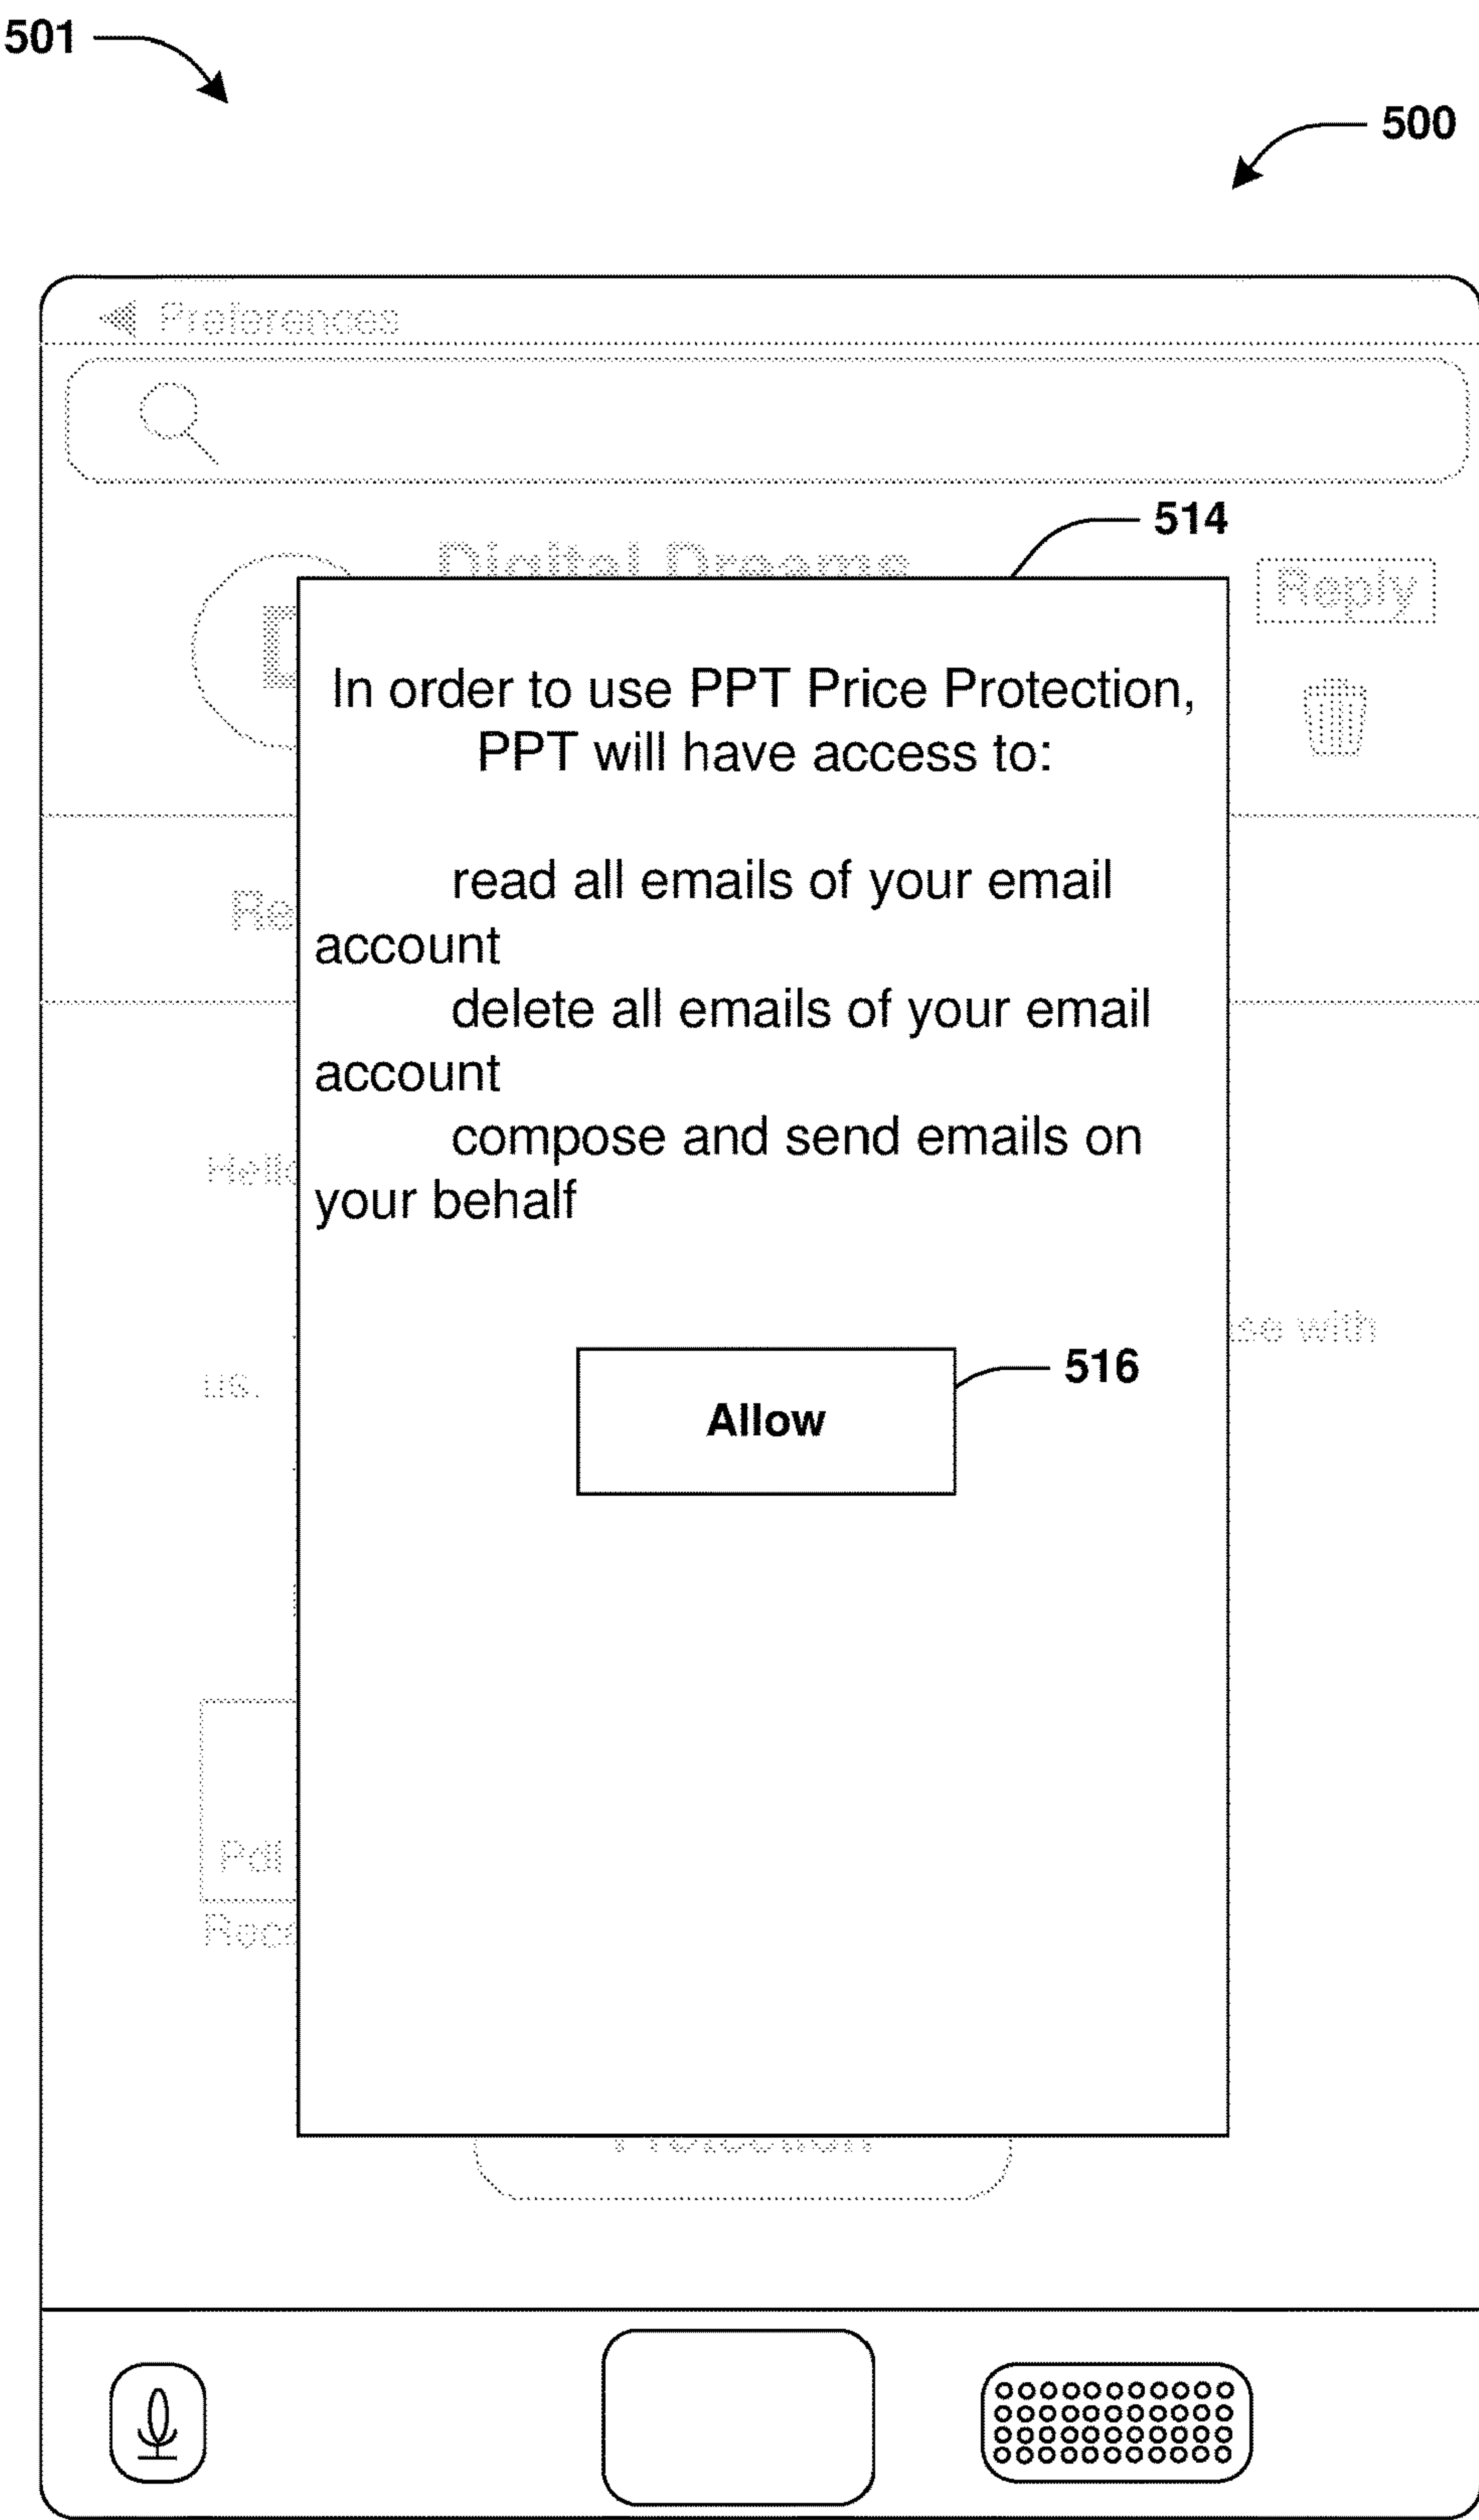 501
500
Preferences
514
Digital Dreams
Reply
In order to use PPT Price Protection,
PPT will have access to:
read all emails of your email
account
delete all emails of your email
account
compose and send emails on
your behalf
with
us.
516
Allow
Protection